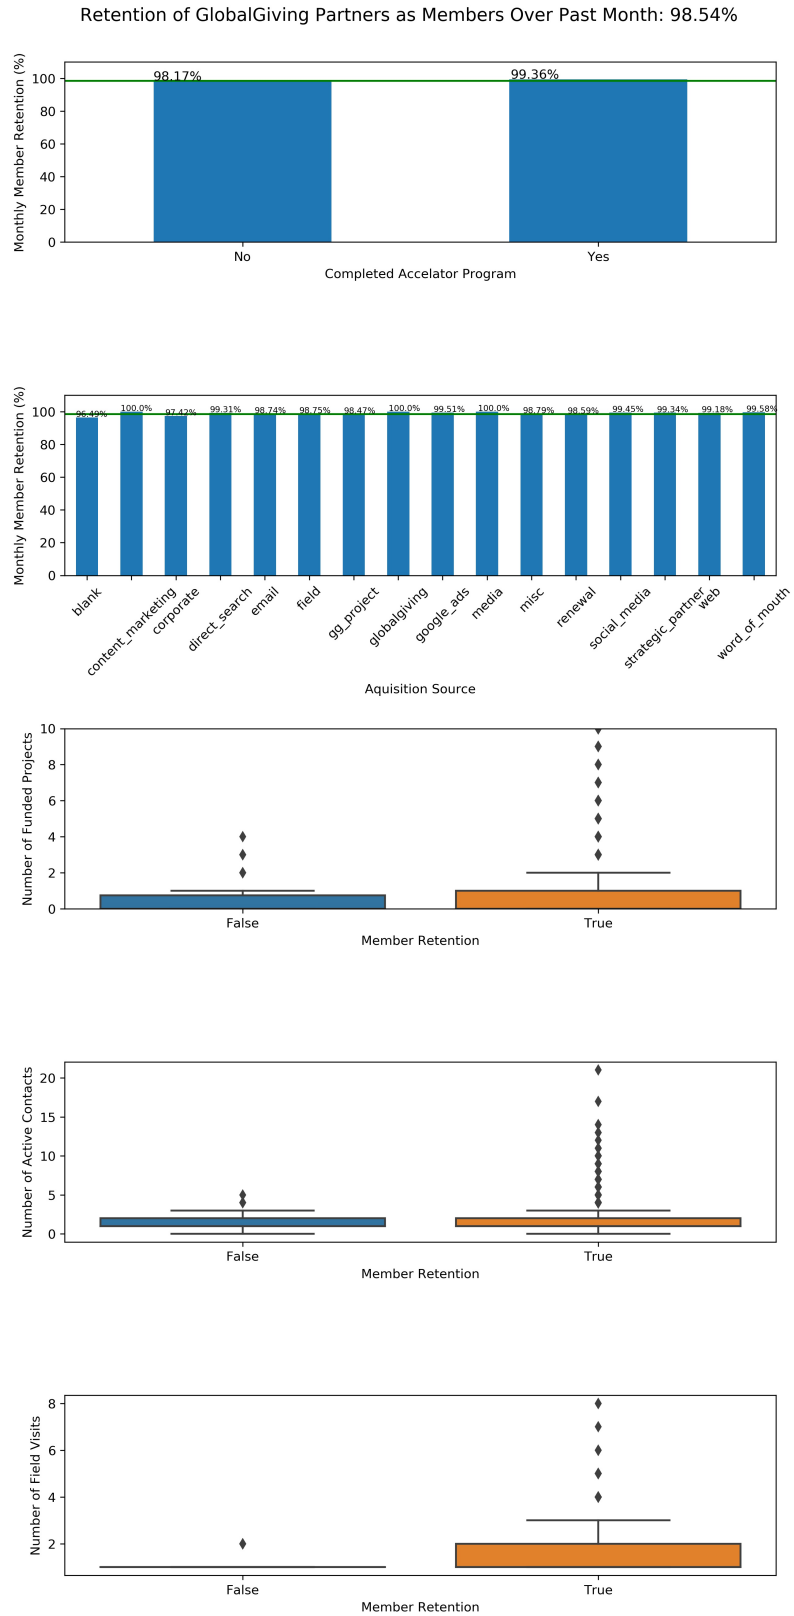 Retention of GlobalGiving Partners as Members Over Past Month: 98.54%
Monthly Member Retention (%)
100
80
60
40
20
0
98.17%
99.36%
No
Yes
Completed Accelator Program
Monthly Member Retention (%)
100
80
60
40
20
0
96.49%
100.0%
97.42%
99.31%
98.74%
98.75%
98.47%
100.0%
99.51%
100.0%
98.79%
98.59%
99.45%
99.34%
99.18%
99.58%
blank
content_marketing
corporate
direct_search
email
field
gg_project
globalgiving
google_ads
media
misc
renewal
social_media
strategic_partner
web
word_of_mouth
Aquisition Source
Number of Funded Projects
10
8
6
4
2
0
False
True
Member Retention
Number of Active Contacts
20
15
10
5
0
False
True
Member Retention
Number of Field Visits
8
6
4
2
False
True
Member Retention